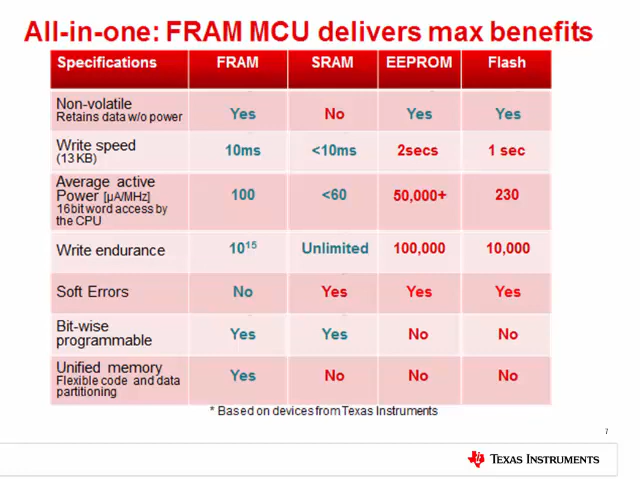 All-in-one: FRAM MCU delivers max benefits
Specifications FRAM SRAM EEPROM Flash
Non-volatile
Retains data w/o power Yes No Yes Yes
Write speed
(13 KB) 10ms <10ms 2secs 1 sec
Average active
Power [µA/MHz]
16bit word access by
the CPU 100 <60 50,000+ 230
Write endurance 10¹⁵ Unlimited 100,000 10,000
Soft Errors No Yes Yes Yes
Bit-wise
programmable Yes Yes No No
Unified memory
Flexible code and data
partitioning Yes No No No
* Based on devices from Texas Instruments
7
TEXAS INSTRUMENTS